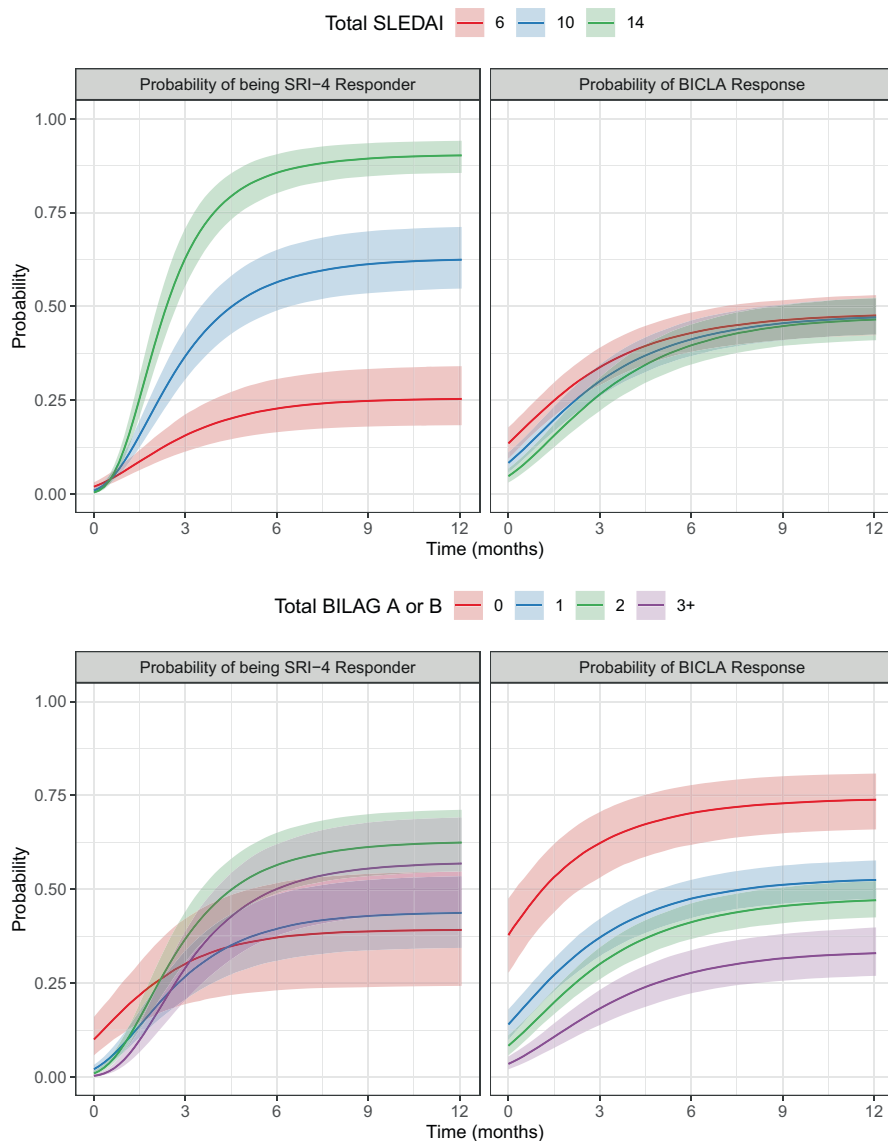 Total SLEDAI 6 10 14
Probability of being SRI−4 Responder Probability of BICLA Response
1.00
0.75
0.50
0.25
0.00
Probability
0 3 6 9 12 0 3 6 9 12
Time (months)
Total BILAG A or B 0 1 2 3+
Probability of being SRI−4 Responder Probability of BICLA Response
1.00
0.75
0.50
0.25
0.00
Probability
0 3 6 9 12 0 3 6 9 12
Time (months)